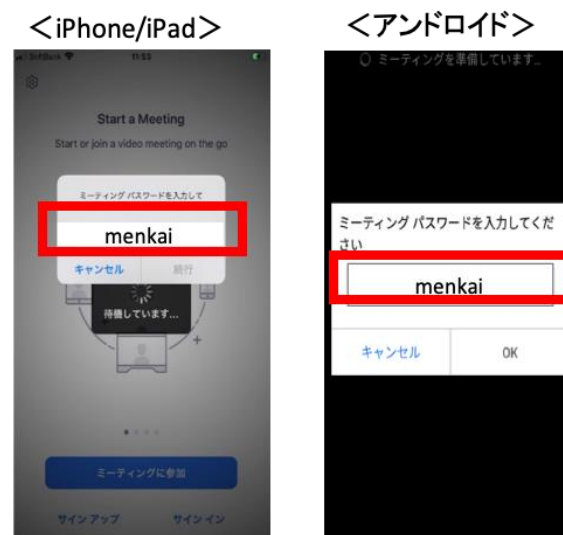 ＜iPhone/iPad＞
SoftBank 11:53
Start a Meeting
Start or join a video meeting on the go
ミーティング パスワードを入力して
menkai
キャンセル 続行
待機しています...
ミーティングに参加
サインアップ サインイン
＜アンドロイド＞
ミーティングを準備しています...
ミーティング パスワードを入力してくだ
さい
menkai
キャンセル OK